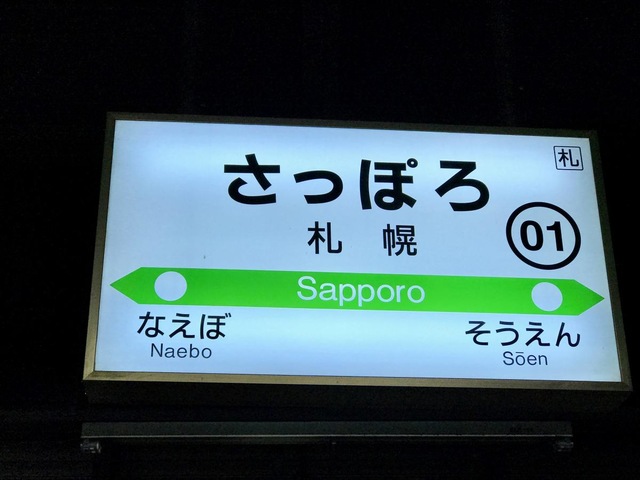 札
さっぽろ
札幌
01
Sapporo
なえぼ
Naebo
そうえん
Sōen